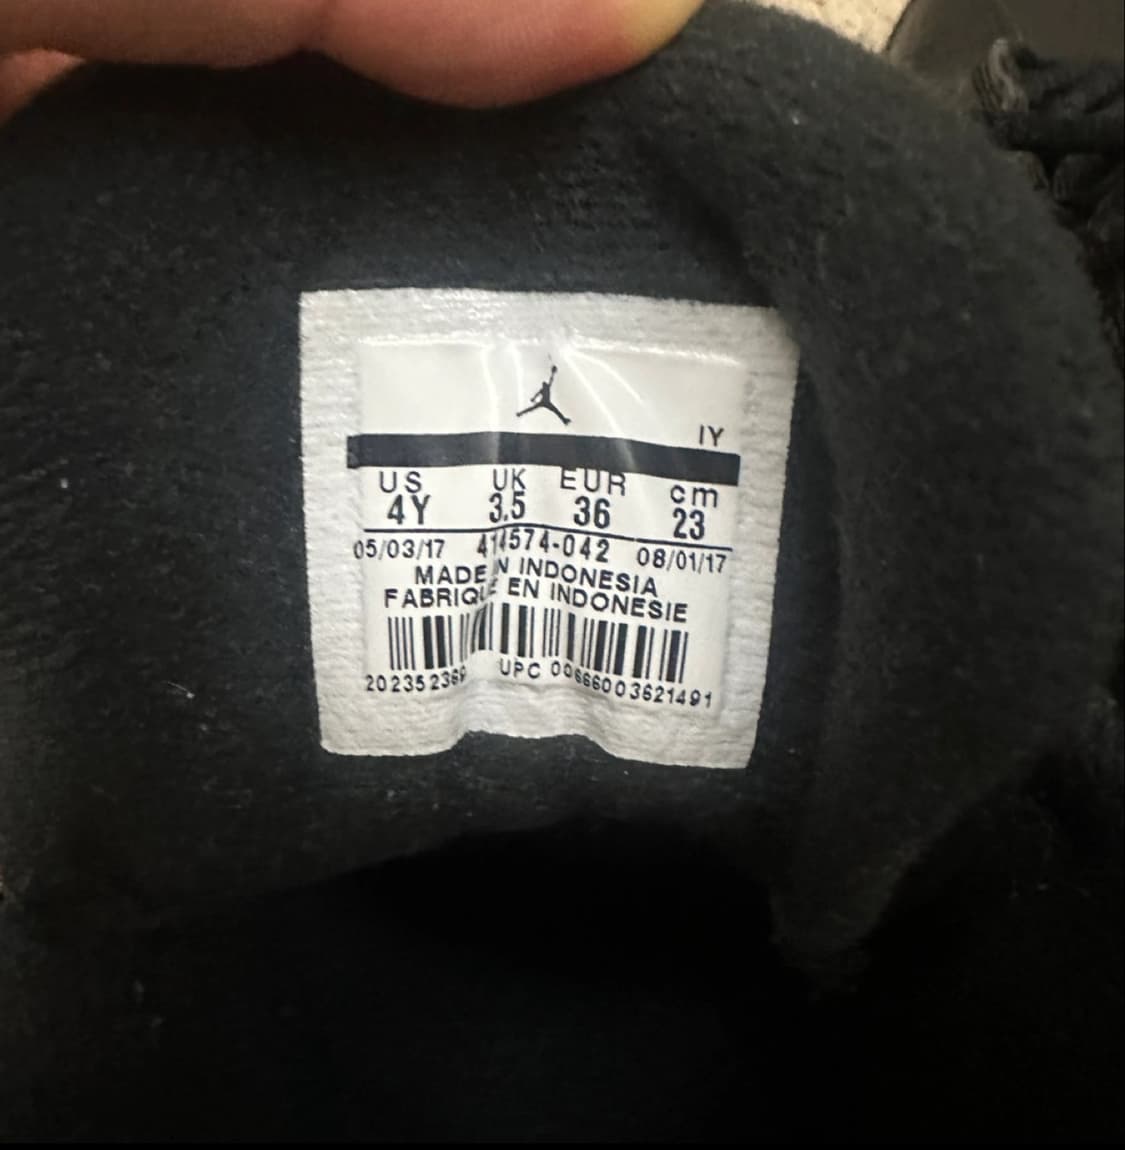 IY
US UK EUR cm
4Y 3.5 36 23
05/03/17 414574-042 08/01/17
MADE IN INDONESIA
FABRIQUÉ EN INDONESIE
UPC 00666003621491